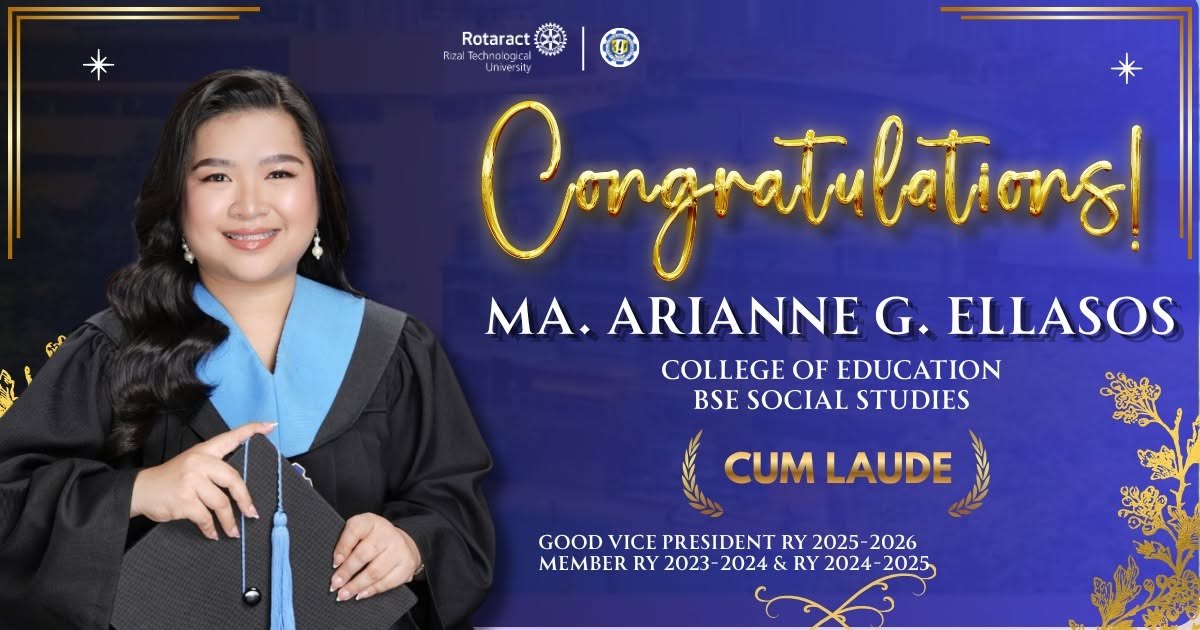 Rotaract
Rizal Technological
University
Congratulations!
MA. ARIANNE G. ELLASOS
COLLEGE OF EDUCATION
BSE SOCIAL STUDIES
CUM LAUDE
GOOD VICE PRESIDENT RY 2025-2026
MEMBER RY 2023-2024 & RY 2024-2025